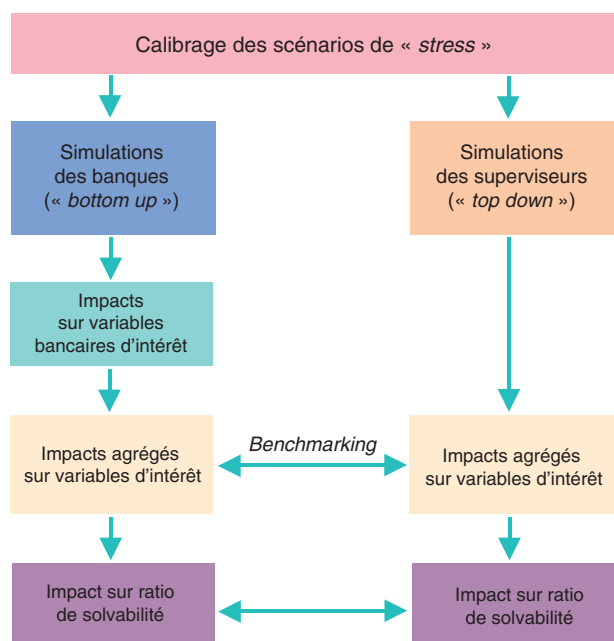 Calibrage des scénarios de « stress »
Simulations
des banques
(« bottom up »)
Simulations
des superviseurs
(« top down »)
Impacts
sur variables
bancaires d’intérêt
Impacts agrégés
sur variables d’intérêt
Benchmarking
Impacts agrégés
sur variables d’intérêt
Impact sur ratio
de solvabilité
Impact sur ratio
de solvabilité